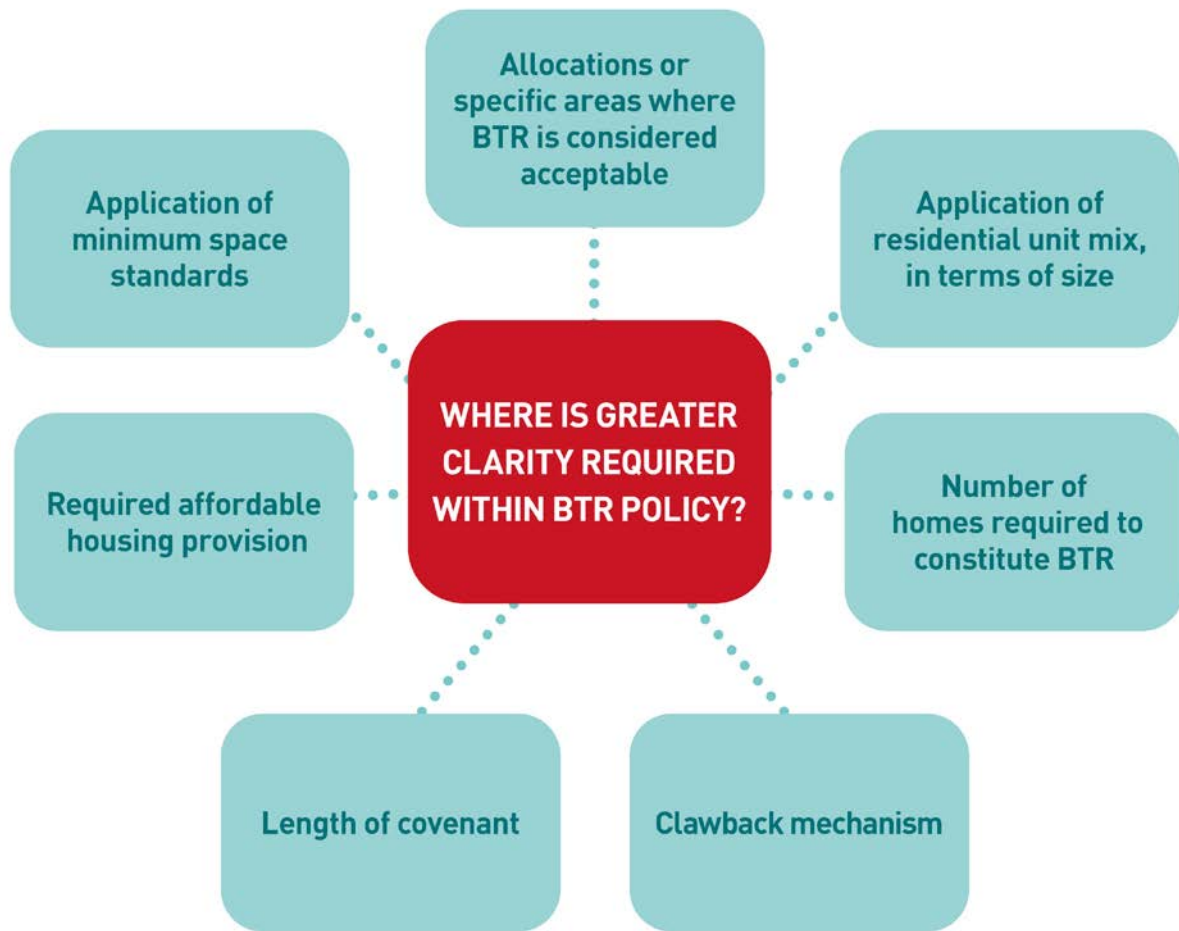 Allocations or
specific areas where
BTR is considered
acceptable
Application of
minimum space
standards
Application of
residential unit mix,
in terms of size
WHERE IS GREATER
CLARITY REQUIRED
WITHIN BTR POLICY?
Required affordable
housing provision
Number of
homes required to
constitute BTR
Length of covenant
Clawback mechanism